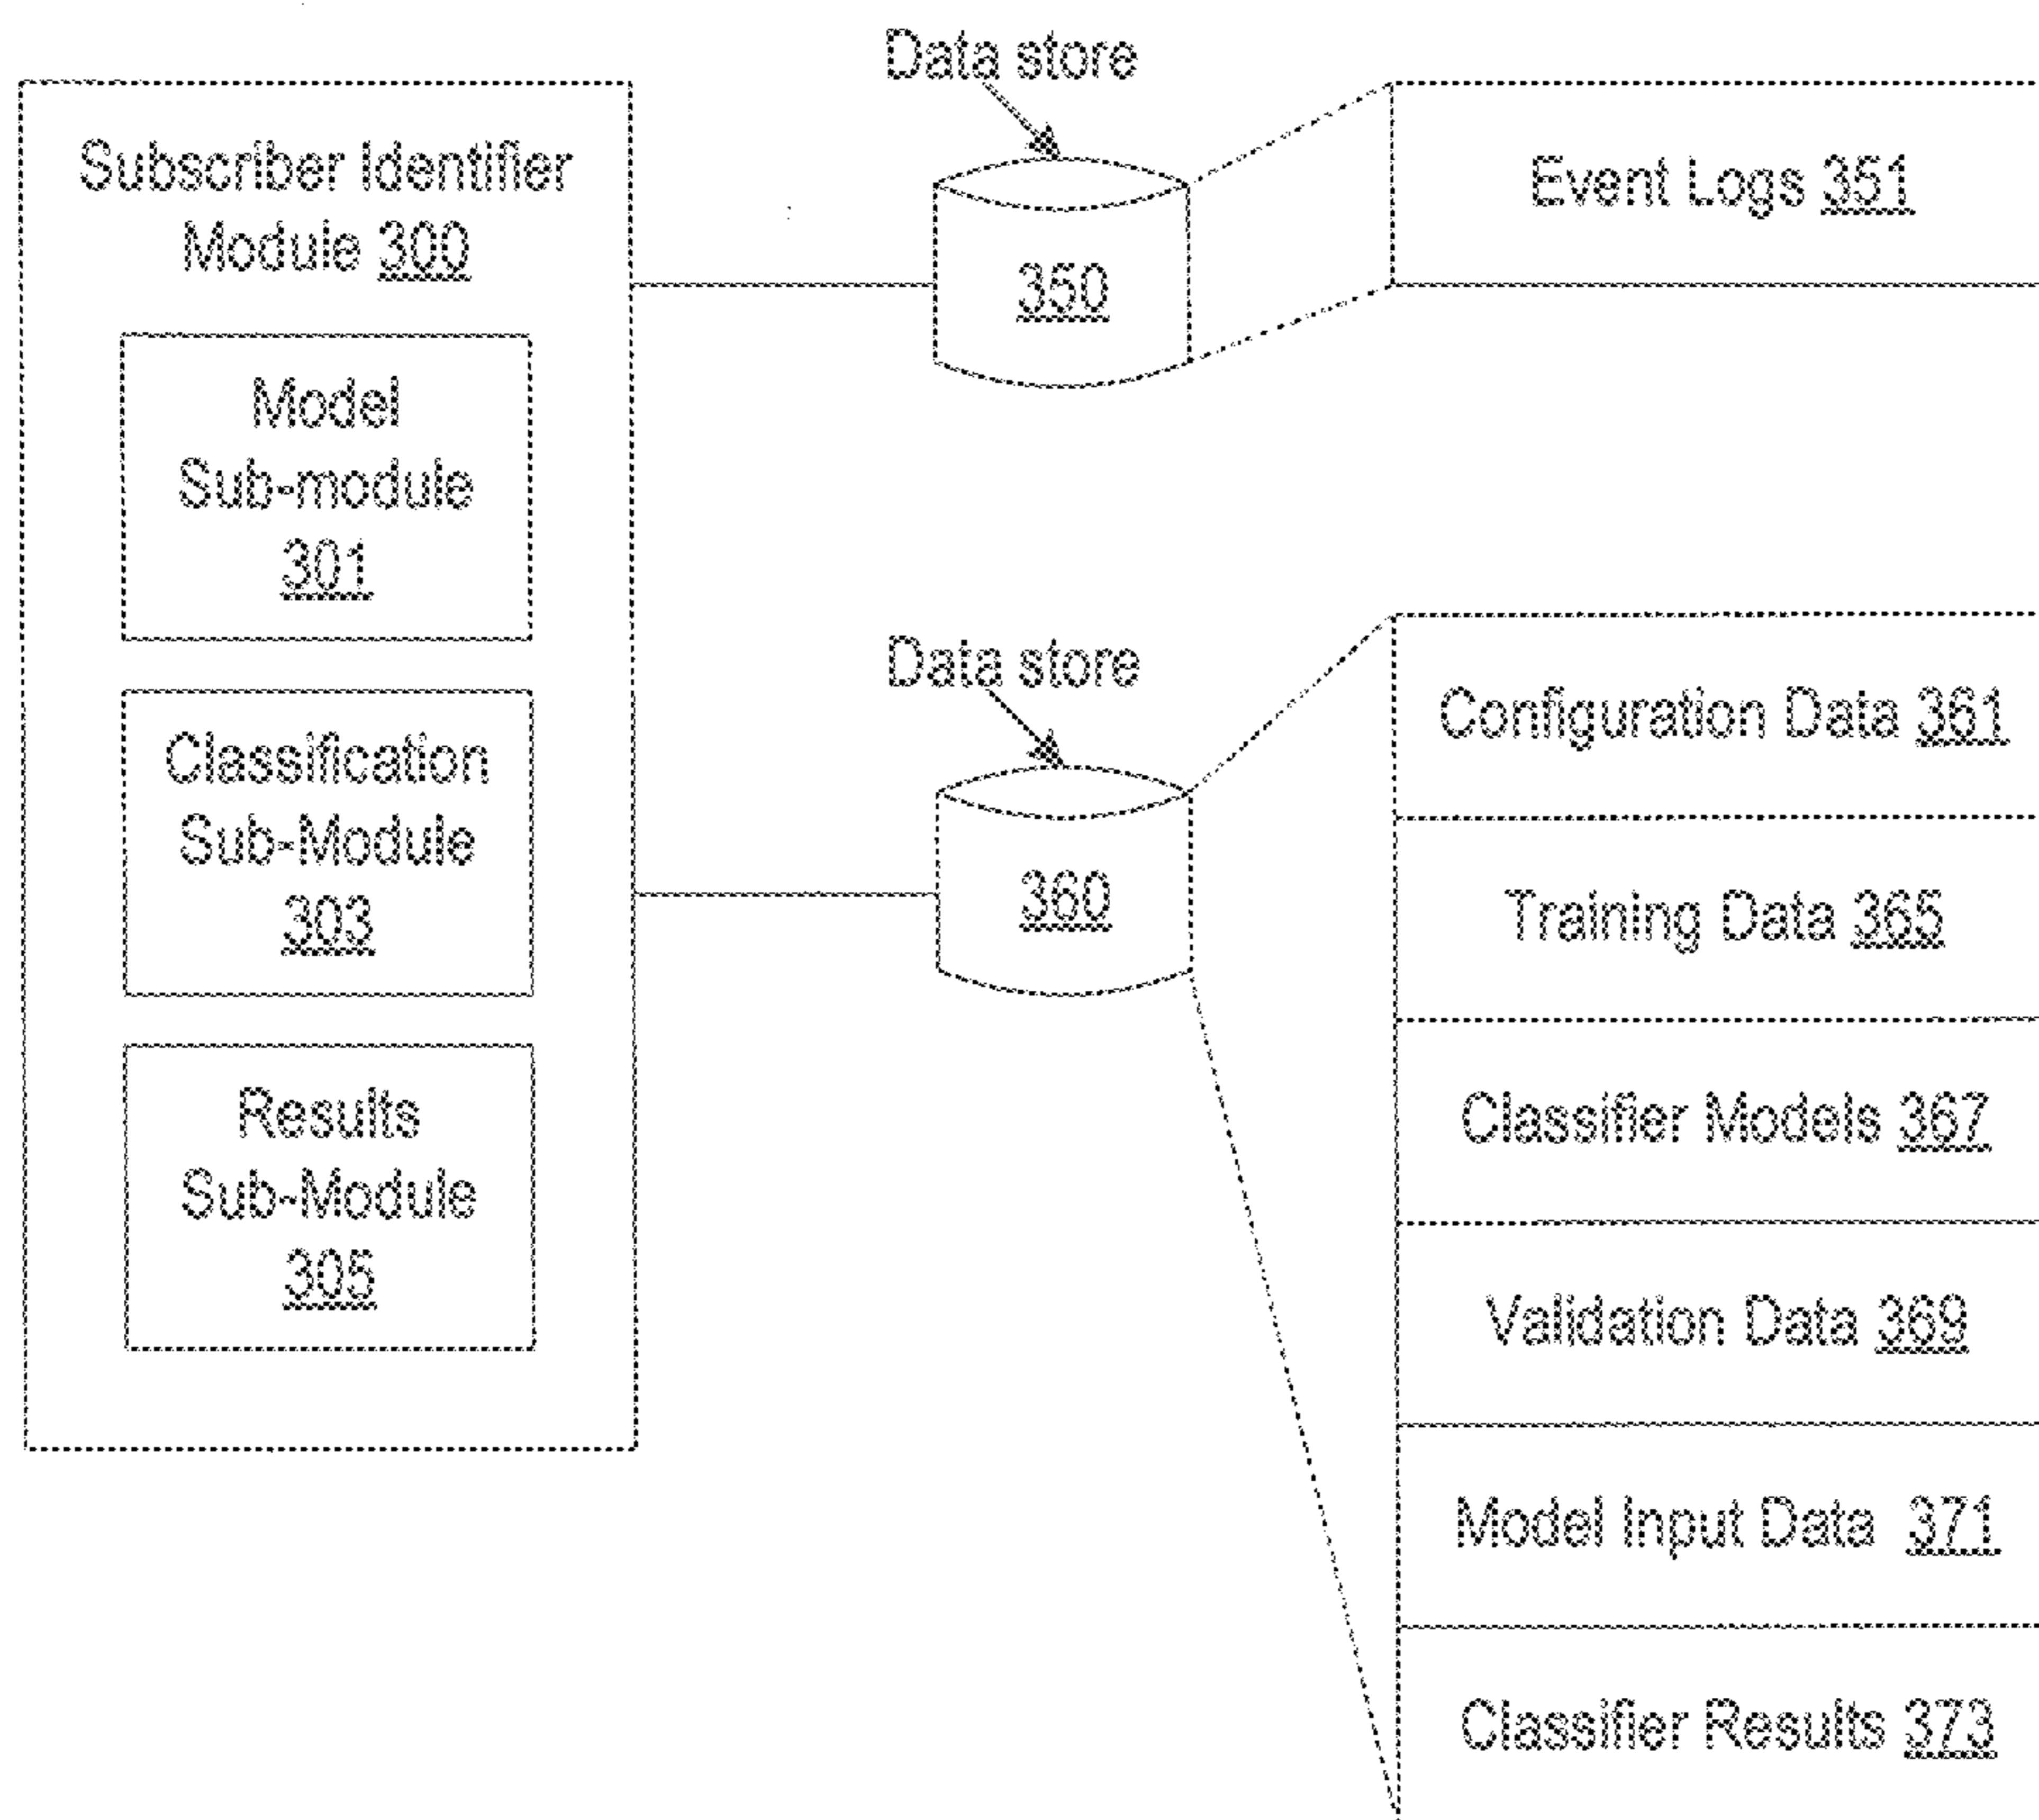 Subscriber Identifier
Module 300
Model
Sub-module
301
Classification
Sub-Module
303
Results
Sub-Module
305
Data store
350
Event Logs 351
Data store
360
Configuration Data 361
Training Data 365
Classifier Models 367
Validation Data 369
Model Input Data 371
Classifier Results 373